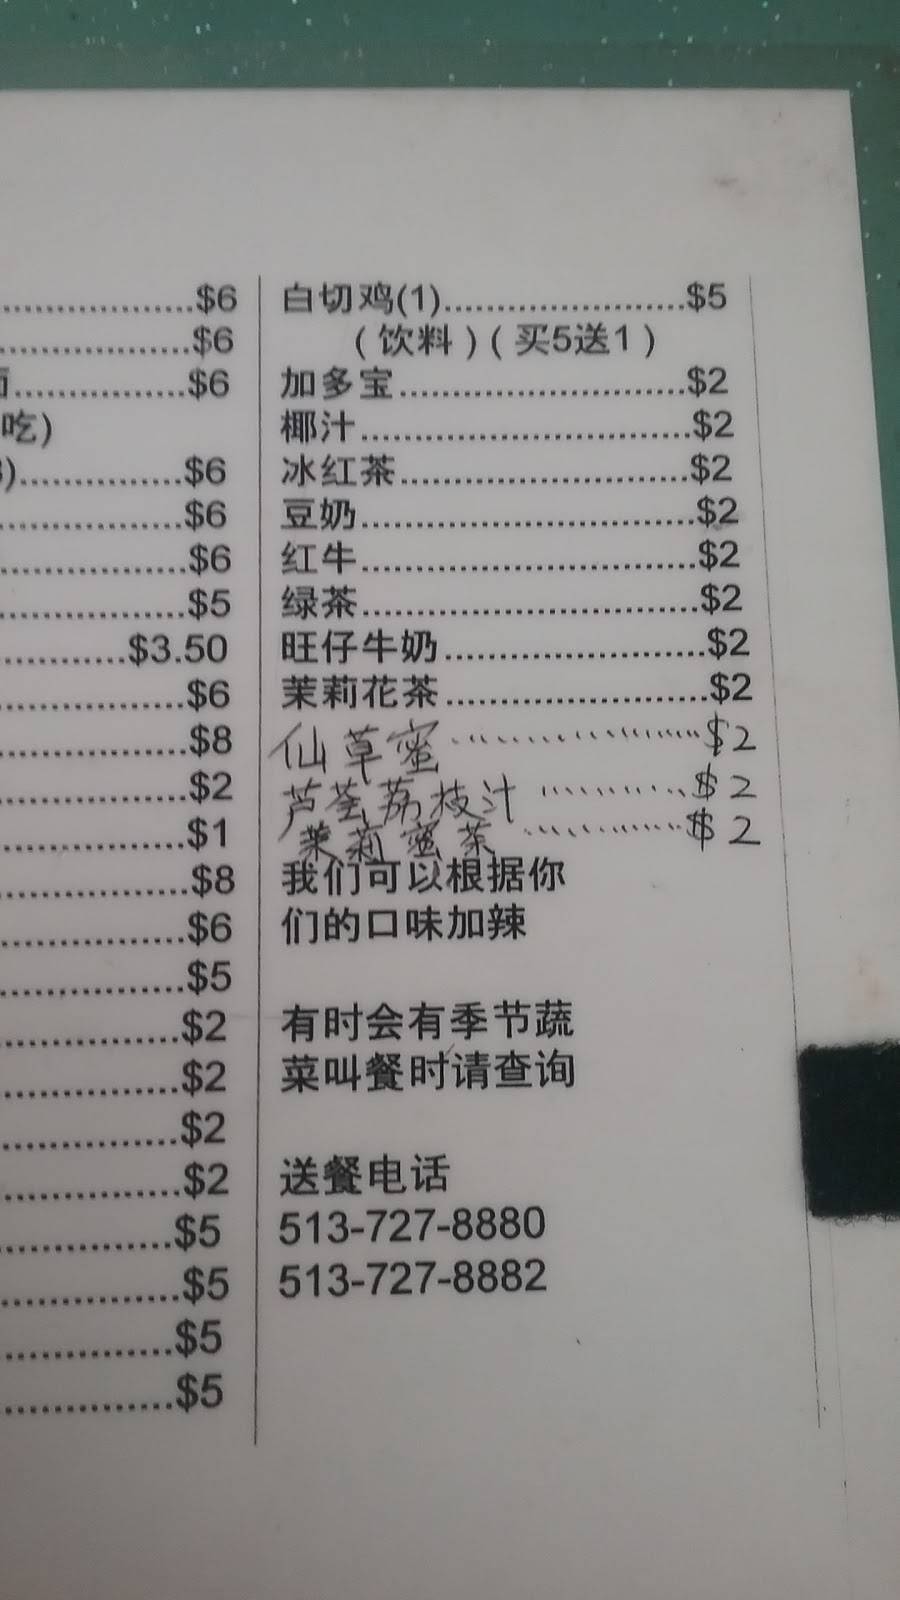 ....................$6
....................$6
面....................$6
吃)
3)....................$6
....................$6
....................$6
....................$5
............$3.50
....................$6
....................$8
....................$2
....................$1
....................$8
....................$6
....................$5
....................$2
....................$2
....................$2
....................$2
....................$5
....................$5
....................$5
....................$5
白切鸡(1)........................$5
(饮料)(买5送1)
加多宝............................$2
椰汁................................$2
冰红茶............................$2
豆奶................................$2
红牛................................$2
绿茶................................$2
旺仔牛奶........................$2
茉莉花茶........................$2
仙草蜜........................$2
芦荟荔枝汁............$2
茉莉蜜茶............$2
我们可以根据你
们的口味加辣
有时会有季节蔬
菜叫餐时请查询
送餐电话
513-727-8880
513-727-8882